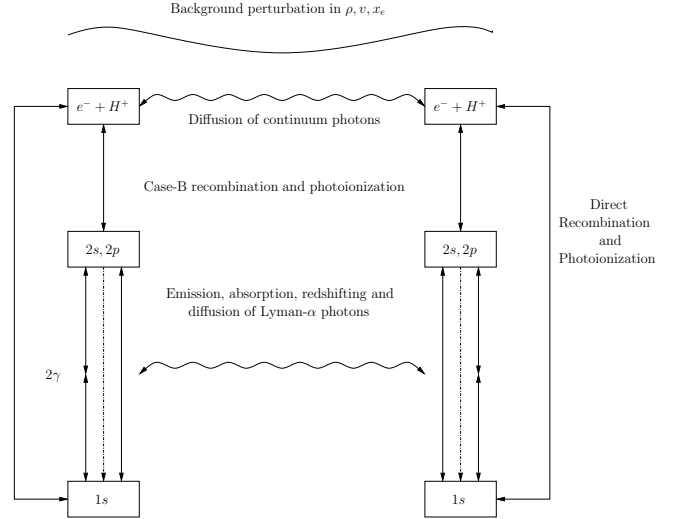 Background perturbation in ρ, v, xₑ
e⁻ + H⁺
e⁻ + H⁺
Diffusion of continuum photons
Case-B recombination and photoionization
Direct
Recombination
and
Photoionization
2s, 2p
2s, 2p
Emission, absorption, redshifting and
diffusion of Lyman-α photons
2γ
1s
1s